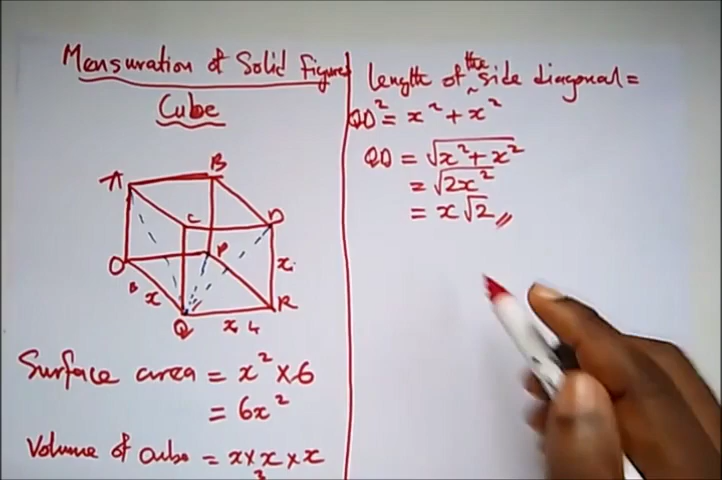 Mensuration of Solid Figures
Cube
A
B
C
D
O
P
x
x
Q
x
R
Surface area = x² × 6
= 6x²
Volume of cube = x × x × x
3
length of the side diagonal =
QD² = x² + x²
QD = √x² + x²
= √2x²
= x√2